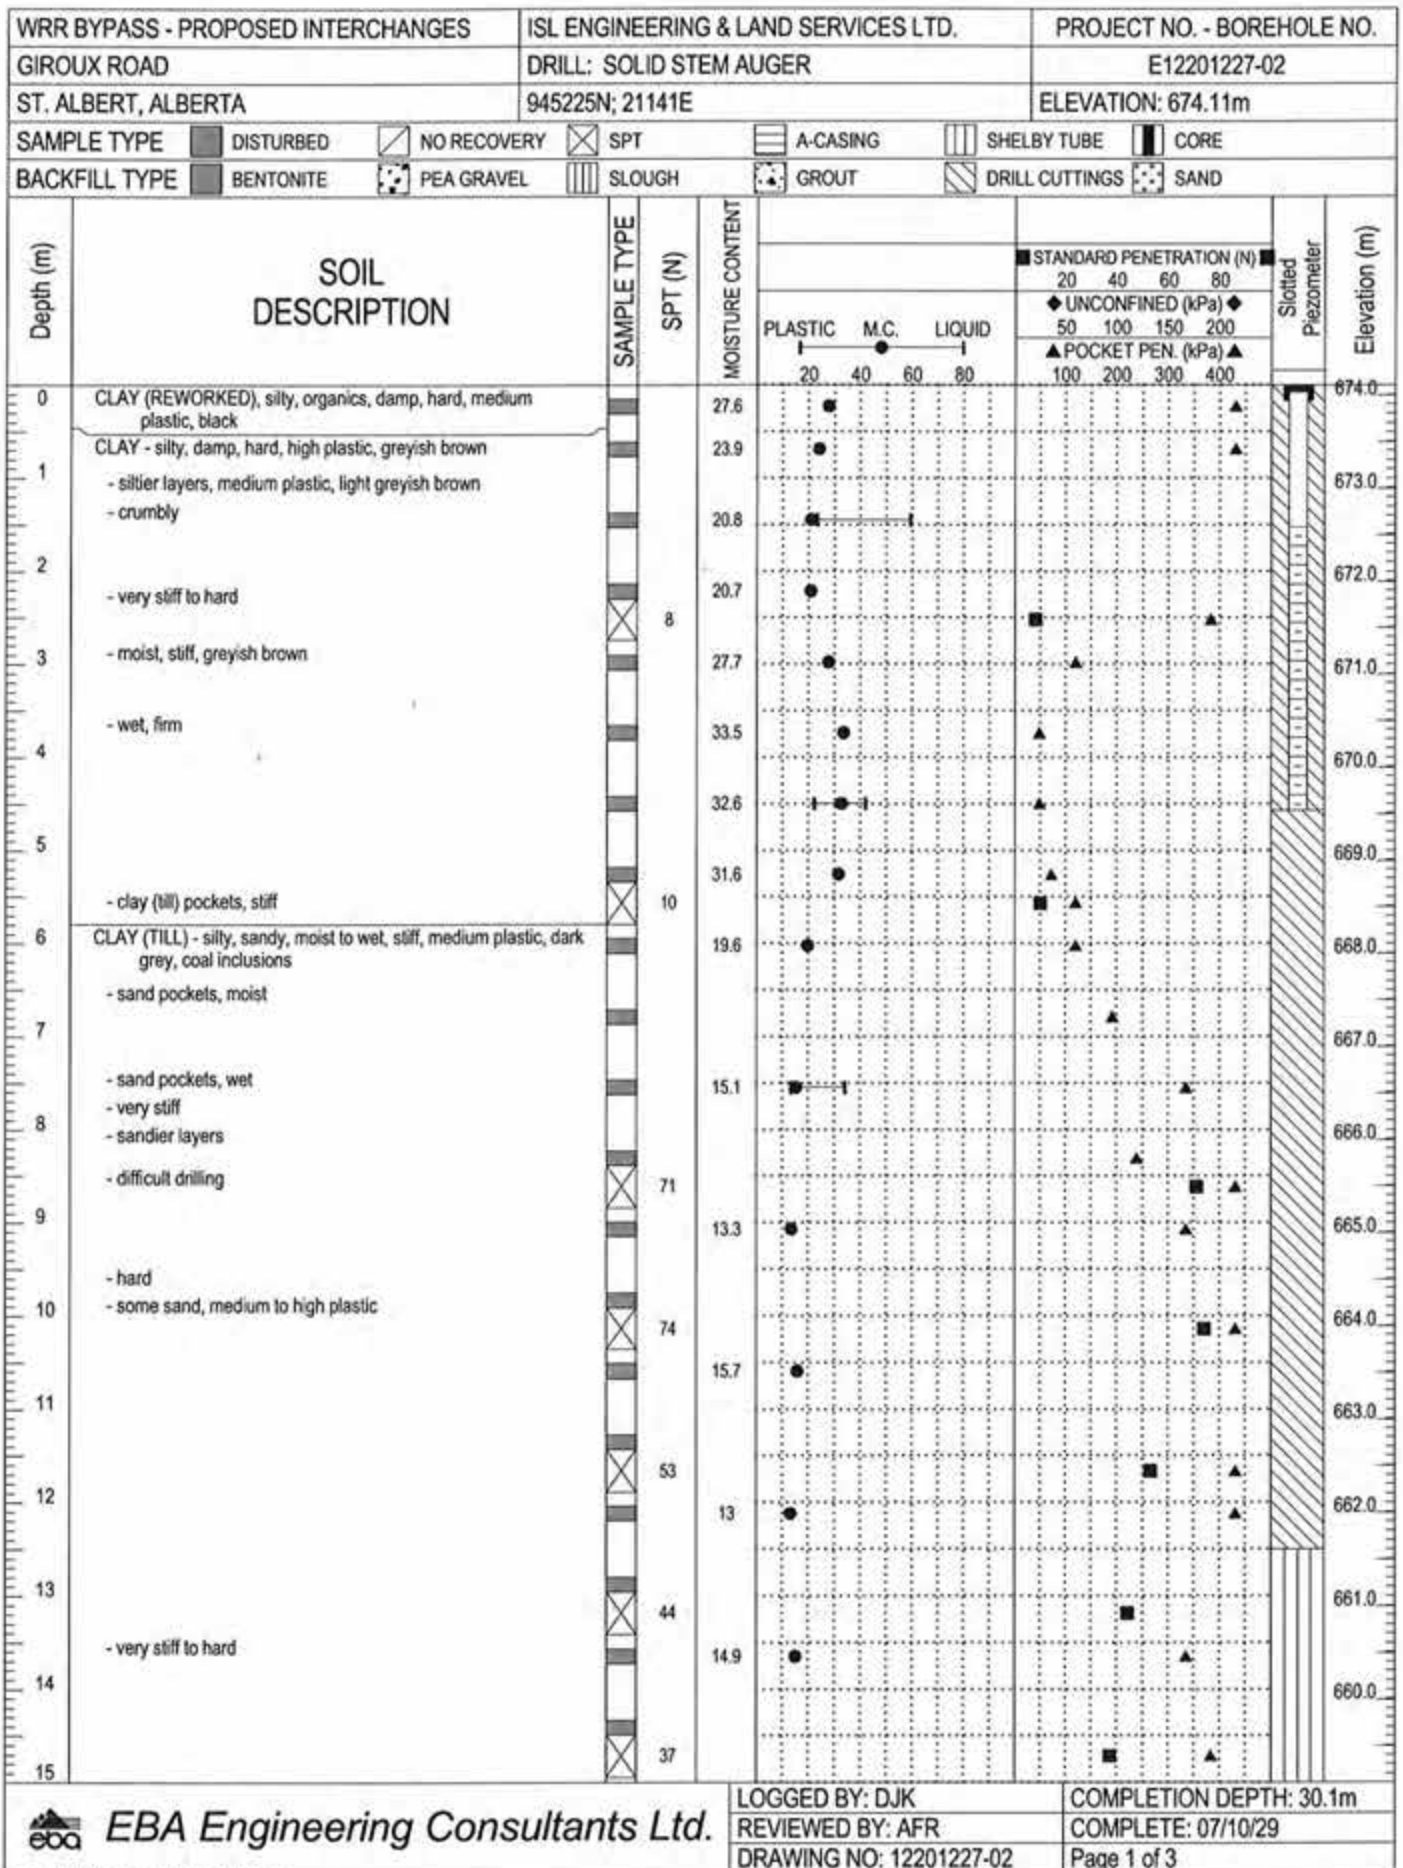 WRR BYPASS - PROPOSED INTERCHANGES ISL ENGINEERING & LAND SERVICES LTD. PROJECT NO. - BOREHOLE NO.
GIROUX ROAD DRILL: SOLID STEM AUGER E12201227-02
ST. ALBERT, ALBERTA 945225N; 21141E ELEVATION: 674.11m
SAMPLE TYPE DISTURBED NO RECOVERY SPT A-CASING SHELBY TUBE CORE
BACKFILL TYPE BENTONITE PEA GRAVEL SLOUGH GROUT DRILL CUTTINGS SAND
Depth (m)
SOIL
DESCRIPTION
SAMPLE TYPE
SPT (N)
MOISTURE CONTENT
PLASTIC M.C. LIQUID
20 40 60 80
STANDARD PENETRATION (N)
20 40 60 80
UNCONFINED (kPa)
50 100 150 200
POCKET PEN. (kPa)
100 200 300 400
Slotted
Piezometer
Elevation (m)
0 CLAY (REWORKED), silty, organics, damp, hard, medium 27.6 674.0
plastic, black
CLAY - silty, damp, hard, high plastic, greyish brown 23.9
1 - siltier layers, medium plastic, light greyish brown 673.0
- crumbly 20.8
2 672.0
- very stiff to hard 20.7
8
3 - moist, stiff, greyish brown 27.7 671.0
- wet, firm 33.5
4 670.0
32.6
5 669.0
31.6
- clay (till) pockets, stiff 10
6 CLAY (TILL) - silty, sandy, moist to wet, stiff, medium plastic, dark 19.6 668.0
grey, coal inclusions
- sand pockets, moist
7 667.0
- sand pockets, wet 15.1
- very stiff
8 - sandier layers 666.0
- difficult drilling 71
9 13.3 665.0
- hard
10 - some sand, medium to high plastic 664.0
74
15.7
11 663.0
53
12 13 662.0
13 661.0
44
- very stiff to hard 14.9
14 660.0
37
15
eba EBA Engineering Consultants Ltd.
LOGGED BY: DJK COMPLETION DEPTH: 30.1m
REVIEWED BY: AFR COMPLETE: 07/10/29
DRAWING NO: 12201227-02 Page 1 of 3